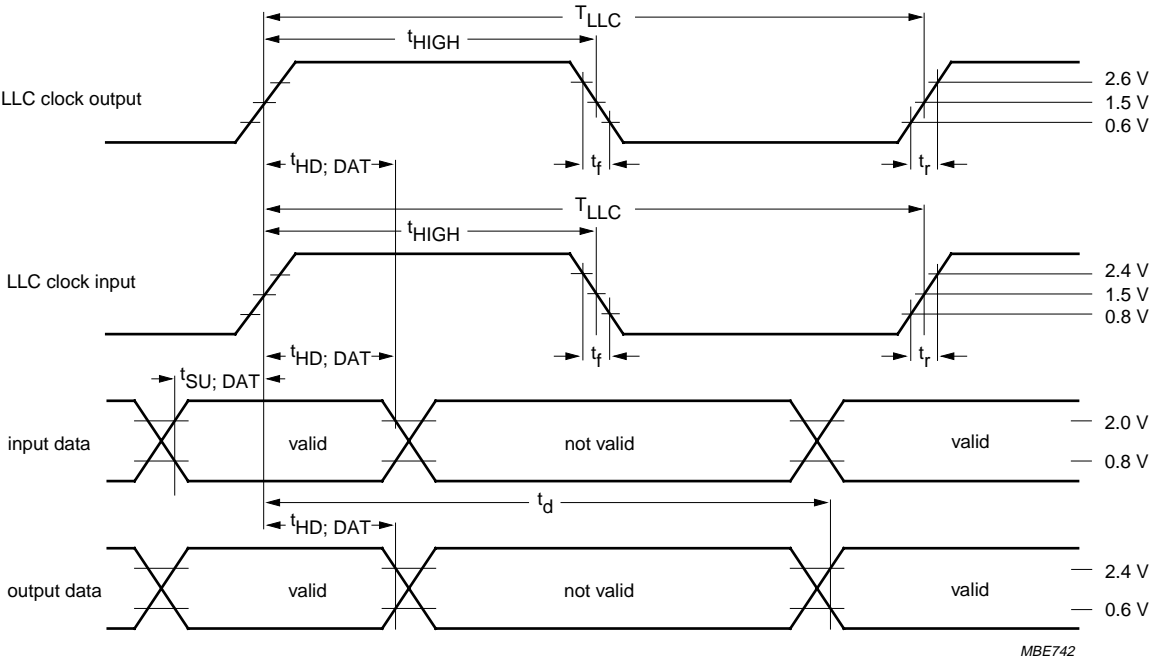 TLLC
tHIGH
LLC clock output
2.6 V
1.5 V
0.6 V
tHD; DAT
tf
tr
TLLC
tHIGH
LLC clock input
2.4 V
1.5 V
0.8 V
tHD; DAT
tf
tr
tSU; DAT
input data
valid
not valid
valid
2.0 V
0.8 V
td
tHD; DAT
output data
valid
not valid
valid
2.4 V
0.6 V
MBE742